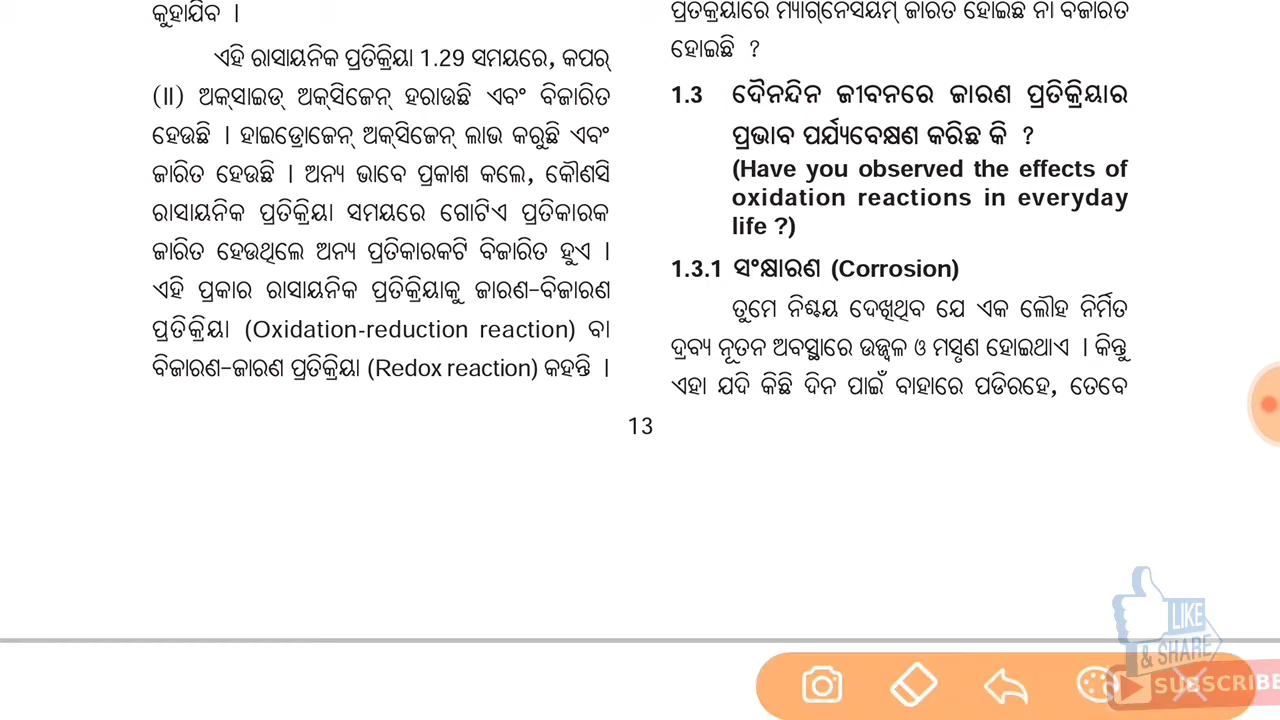 କୁହାଯିବ ।
ଏହି ରାସାୟନିକ ପ୍ରତିକ୍ରିୟା 1.29 ସମୟରେ, କପର୍
(II) ଅକ୍‌ସାଇଡ୍ ଅକ୍‌ସିଜେନ୍ ହରାଉଛି ଏବଂ ବିଜାରିତ
ହେଉଛି । ହାଇଡ୍ରୋଜେନ୍ ଅକ୍‌ସିଜେନ୍ ଲାଭ କରୁଛି ଏବଂ
ଜାରିତ ହେଉଛି । ଅନ୍ୟ ଭାବେ ପ୍ରକାଶ କଲେ, କୌଣସି
ରାସାୟନିକ ପ୍ରତିକ୍ରିୟା ସମୟରେ ଗୋଟିଏ ପ୍ରତିକାରକ
ଜାରିତ ହେଉଥିଲେ ଅନ୍ୟ ପ୍ରତିକାରକଟି ବିଜାରିତ ହୁଏ ।
ଏହି ପ୍ରକାର ରାସାୟନିକ ପ୍ରତିକ୍ରିୟାକୁ ଜାରଣ-ବିଜାରଣ
ପ୍ରତିକ୍ରିୟା (Oxidation-reduction reaction) ବା
ବିଜାରଣ-ଜାରଣ ପ୍ରତିକ୍ରିୟା (Redox reaction) କହନ୍ତି ।
ପ୍ରତିକ୍ରିୟାରେ ମ୍ୟାଗ୍‌ନେସିୟମ୍ ଜାରିତ ହୋଇଛି ନା ବିଜାରିତ
ହୋଇଛି ?
1.3 ଦୈନନ୍ଦିନ ଜୀବନରେ ଜାରଣ ପ୍ରତିକ୍ରିୟାର
ପ୍ରଭାବ ପର୍ଯ୍ୟବେକ୍ଷଣ କରିଛ କି ?
(Have you observed the effects of
oxidation reactions in everyday
life ?)
1.3.1 ସଂକ୍ଷାରଣ (Corrosion)
ତୁମେ ନିଶ୍ଚୟ ଦେଖିଥିବ ଯେ ଏକ ଲୌହ ନିର୍ମିତ
ଦ୍ରବ୍ୟ ନୂତନ ଅବସ୍ଥାରେ ଉଜ୍ଜ୍ୱଳ ଓ ମସୃଣ ହୋଇଥାଏ । କିନ୍ତୁ
ଏହା ଯଦି କିଛି ଦିନ ପାଇଁ ବାହାରେ ପଡିରହେ, ତେବେ
13
LIKE
& SHARE
SUBSCRIBE